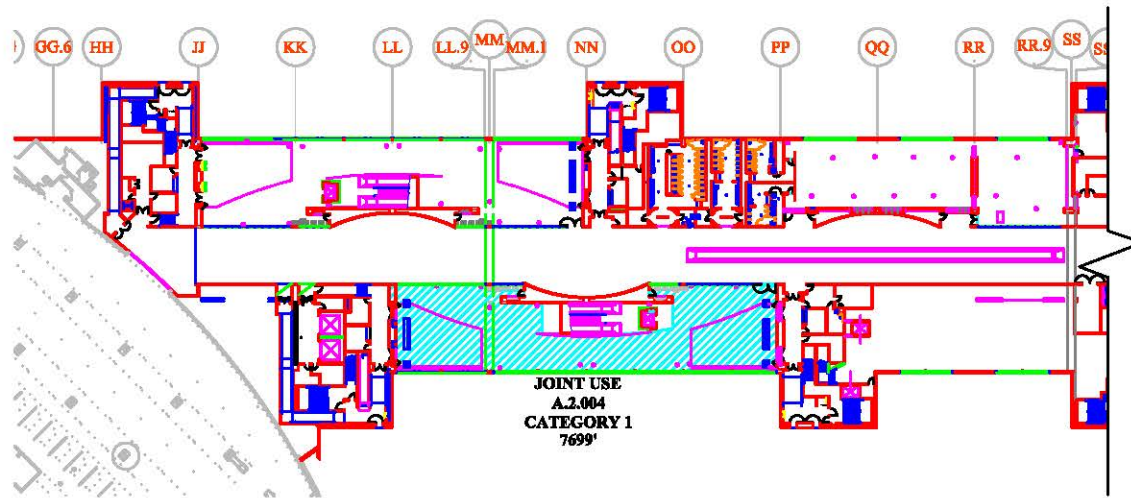 GG.6
HH
JJ
KK
LL
LL.9
MM
MM.1
NN
OO
PP
QQ
RR
RR.9
SS
JOINT USE
A.2.004
CATEGORY 1
7699'